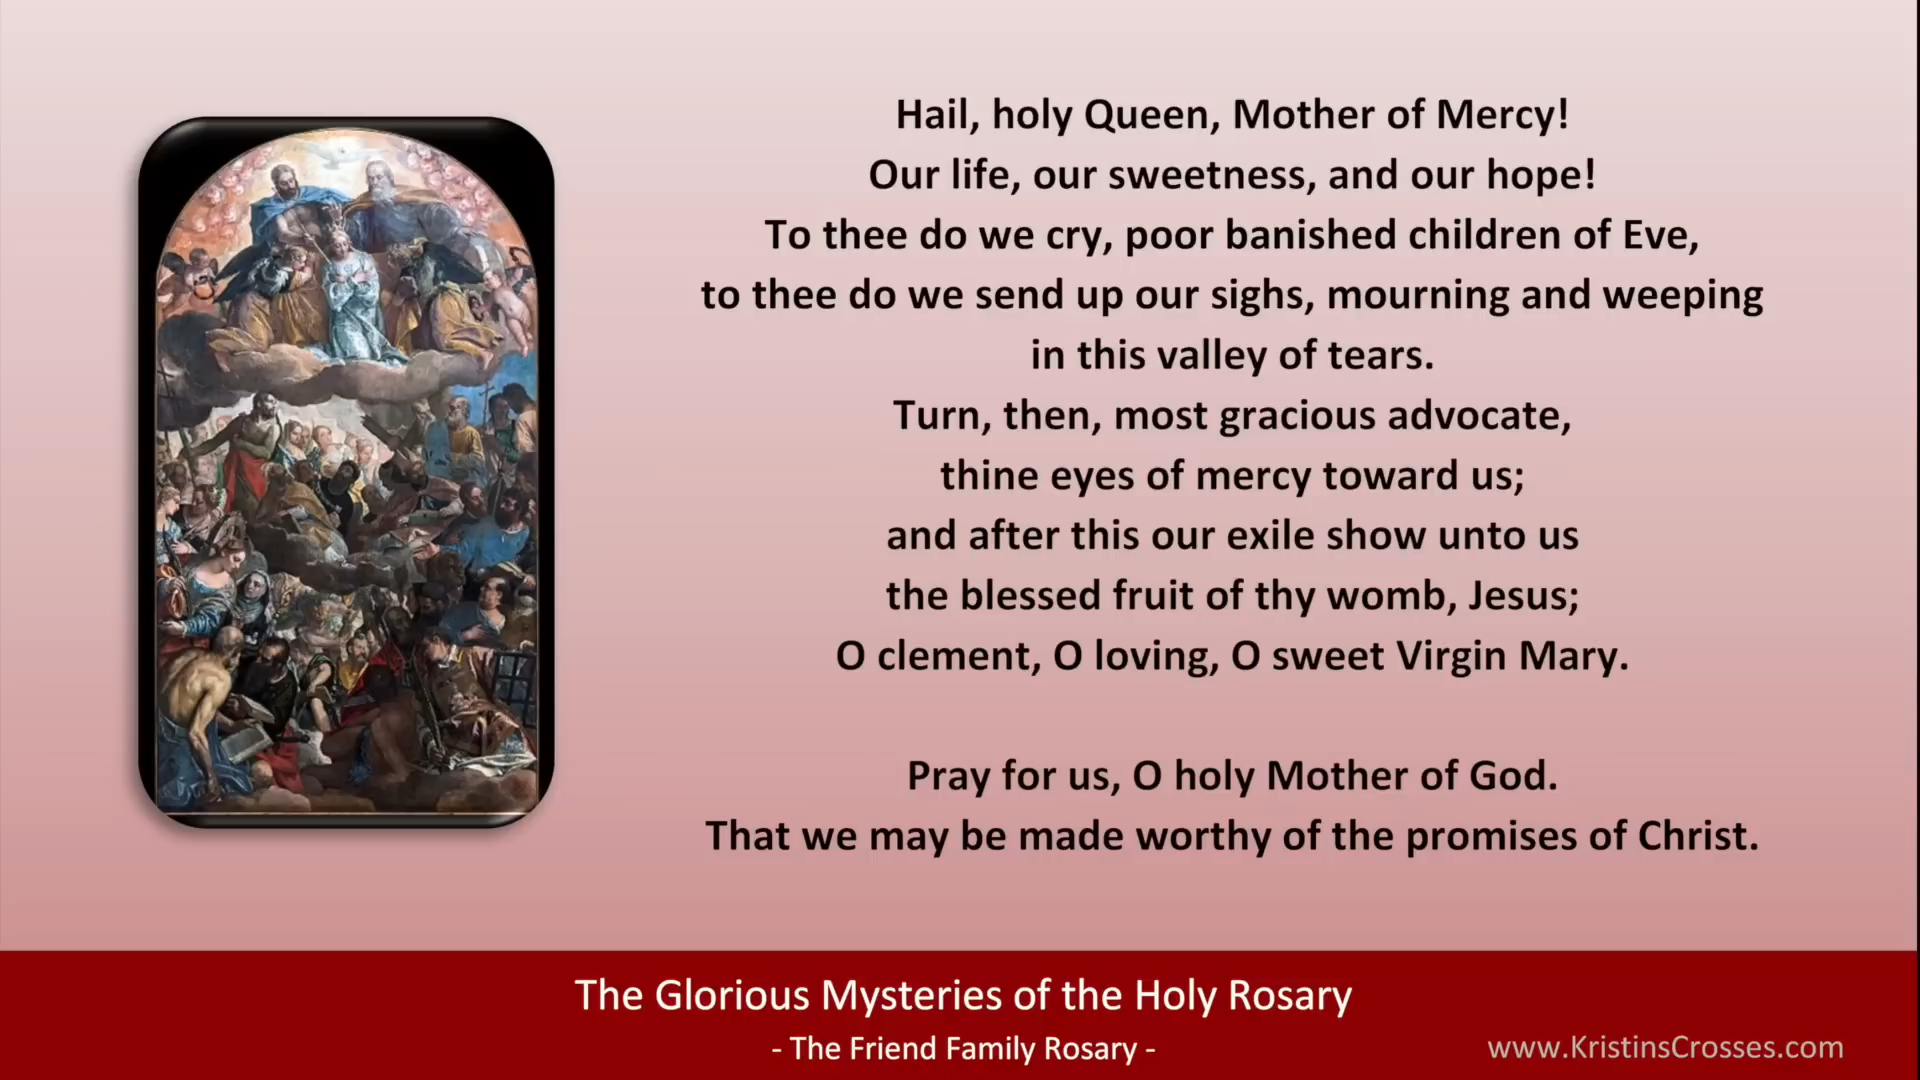 Hail, holy Queen, Mother of Mercy!
Our life, our sweetness, and our hope!
To thee do we cry, poor banished children of Eve,
to thee do we send up our sighs, mourning and weeping
in this valley of tears.
Turn, then, most gracious advocate,
thine eyes of mercy toward us;
and after this our exile show unto us
the blessed fruit of thy womb, Jesus;
O clement, O loving, O sweet Virgin Mary.
Pray for us, O holy Mother of God.
That we may be made worthy of the promises of Christ.
The Glorious Mysteries of the Holy Rosary
- The Friend Family Rosary -
www.KristinsCrosses.com